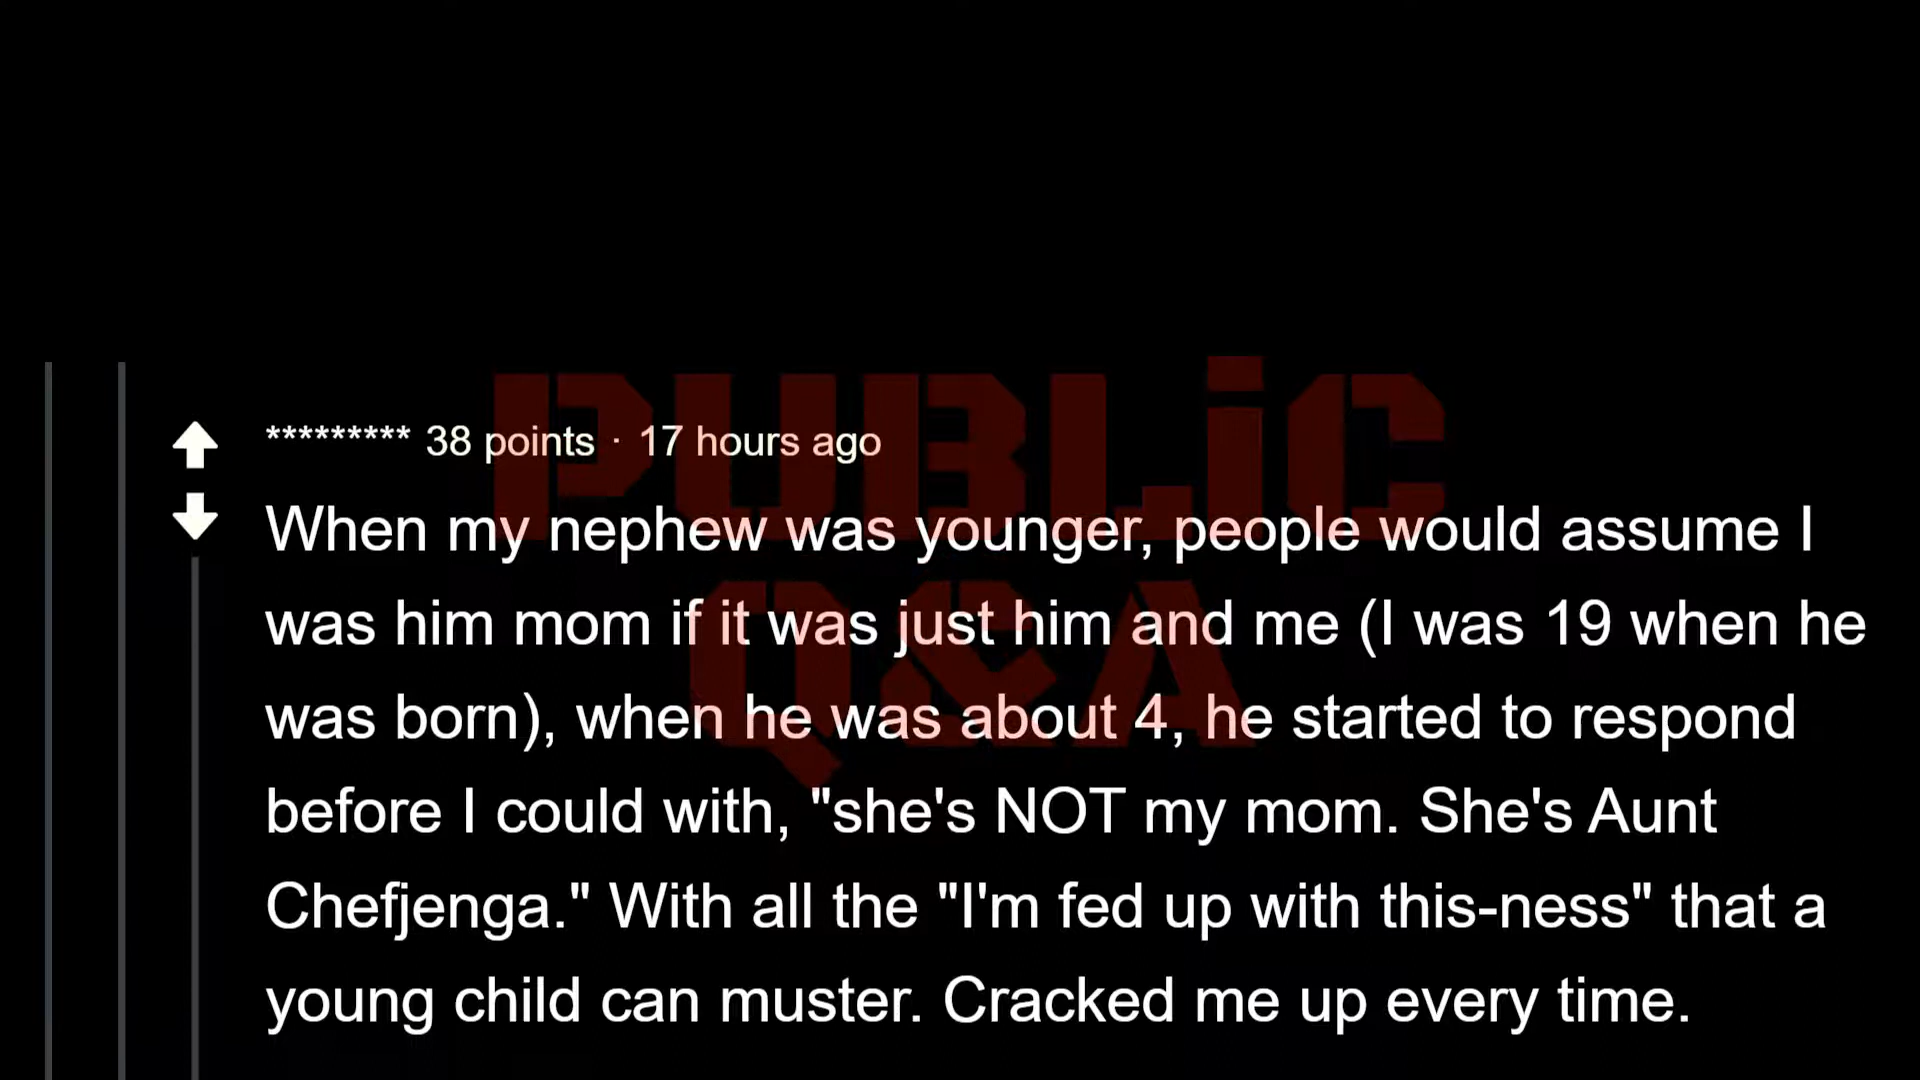 PUBLiC
********* 38 points · 17 hours ago
When my nephew was younger, people would assume I
Q&A
was him mom if it was just him and me (I was 19 when he
was born), when he was about 4, he started to respond
before I could with, "she's NOT my mom. She's Aunt
Chefjenga." With all the "I'm fed up with this-ness" that a
young child can muster. Cracked me up every time.